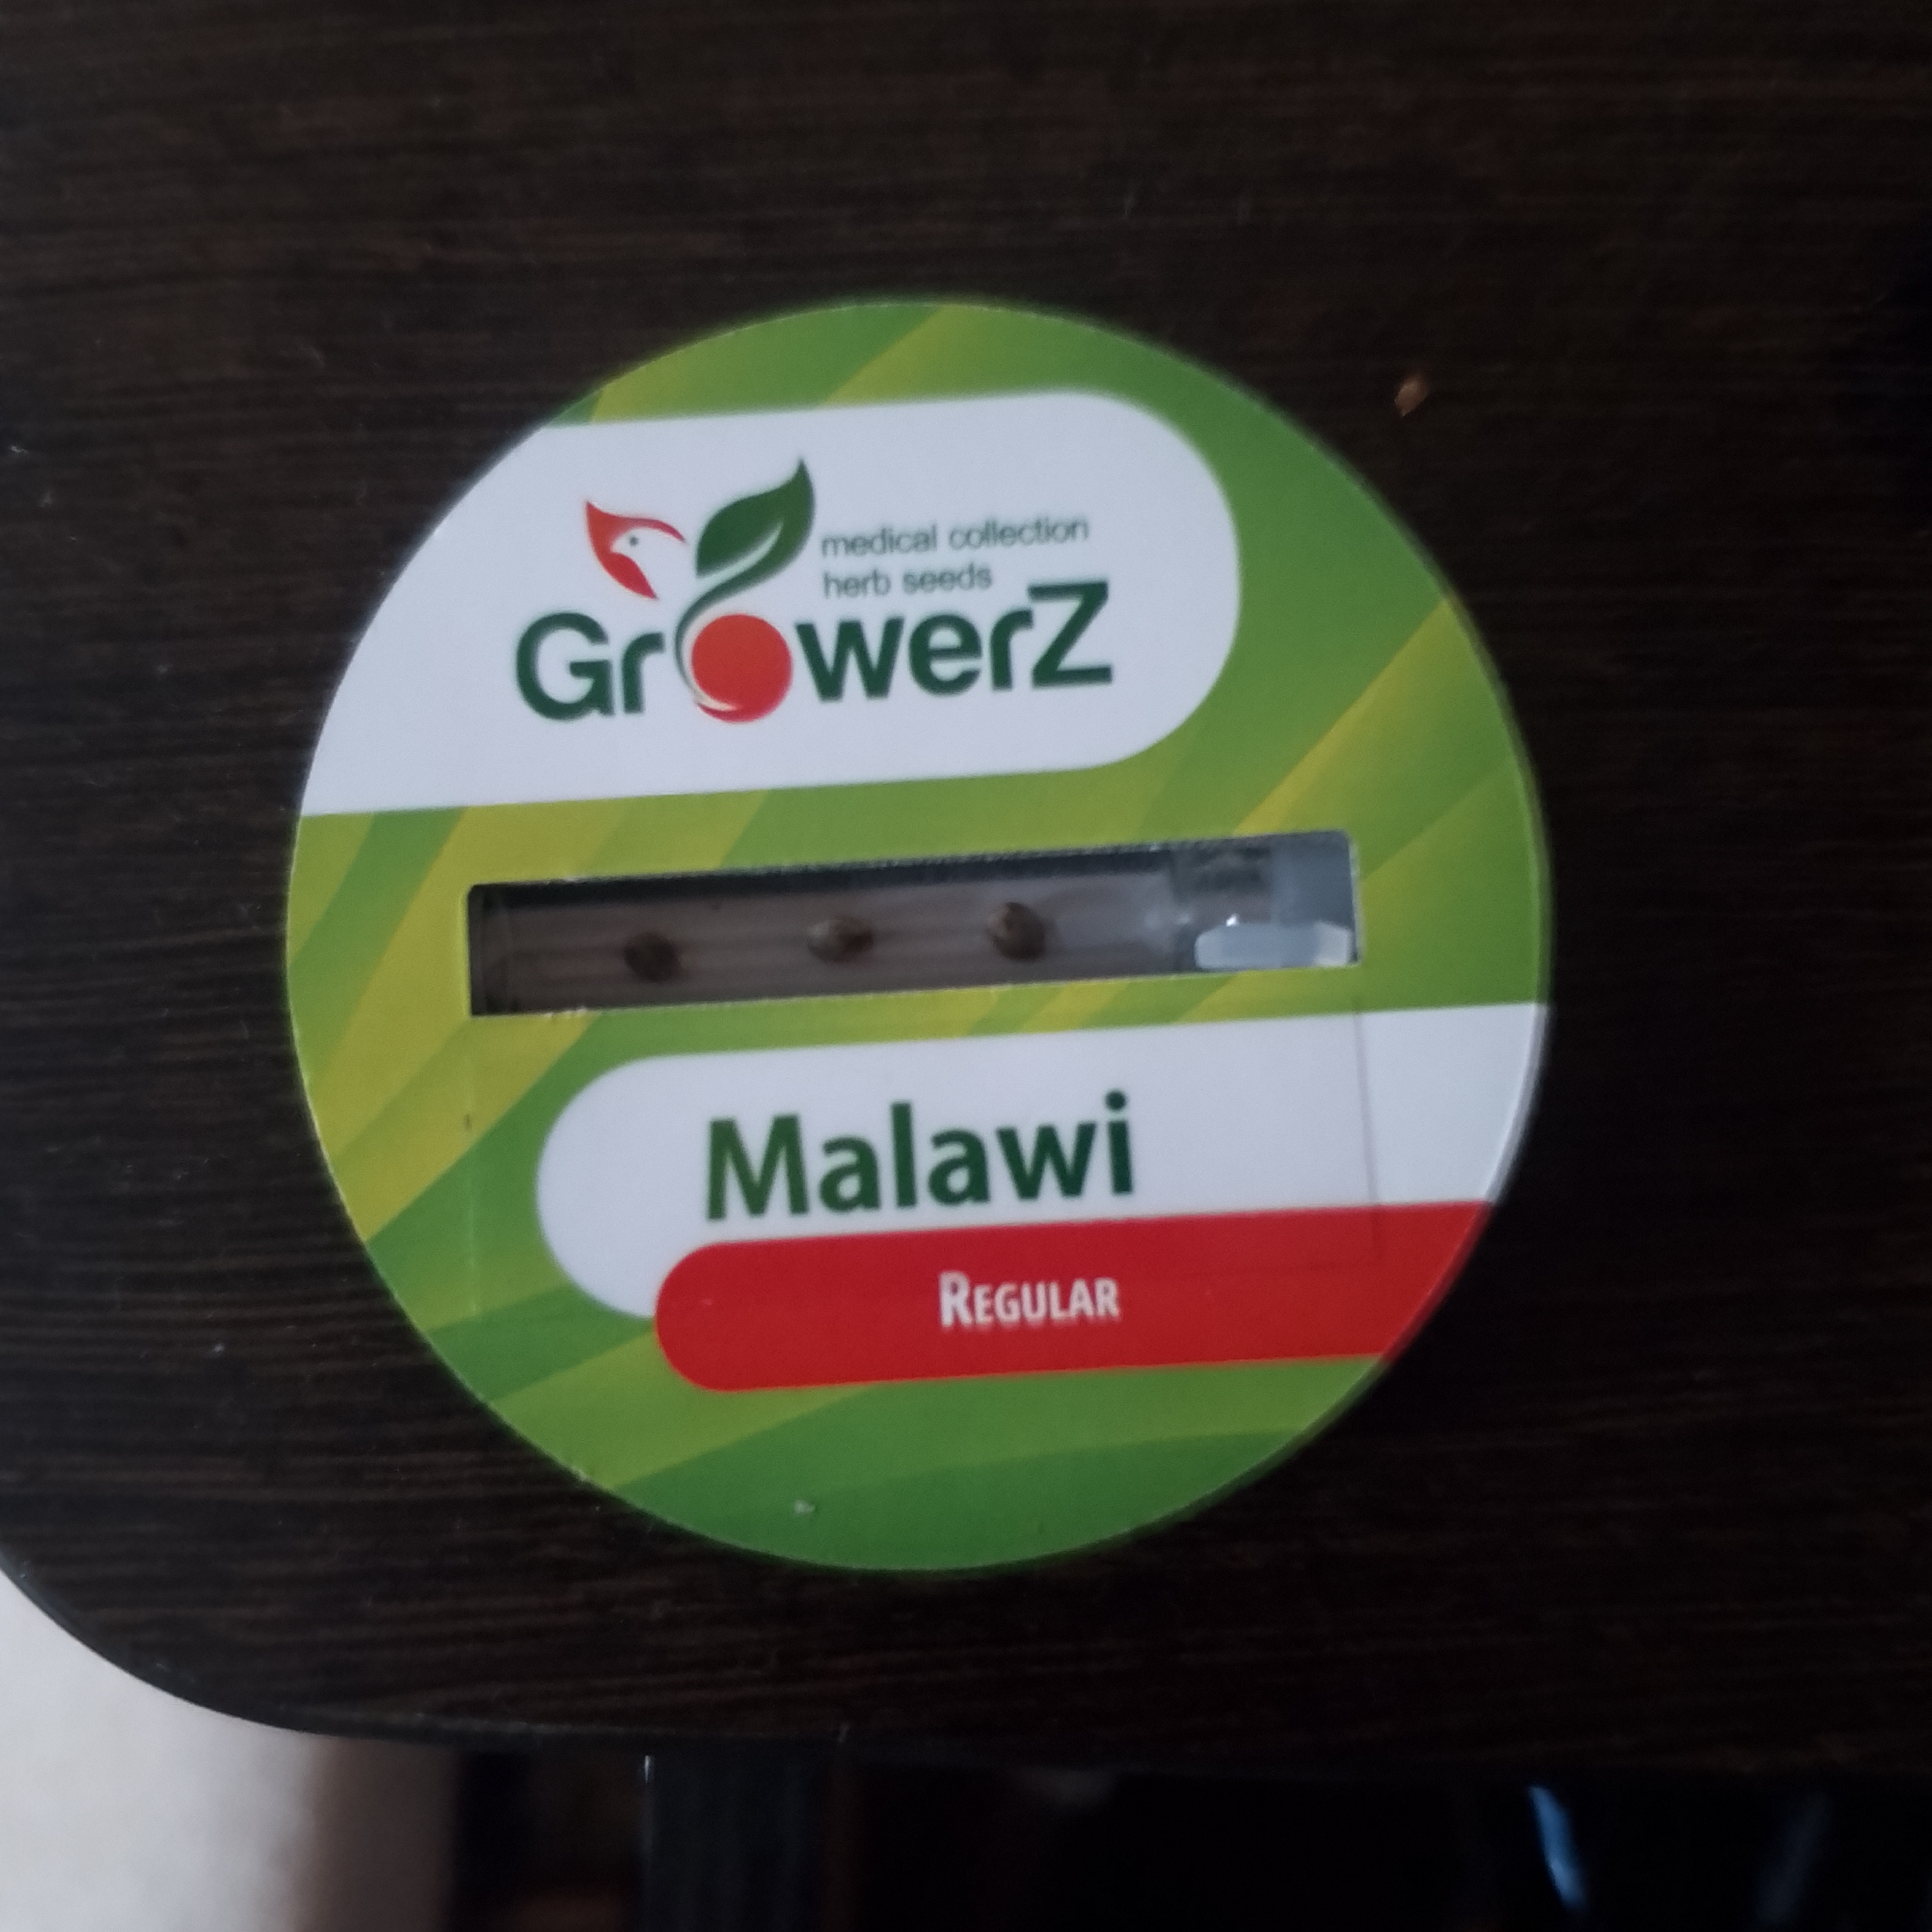 medical collection
herb seeds
GrowerZ
Malawi
REGULAR